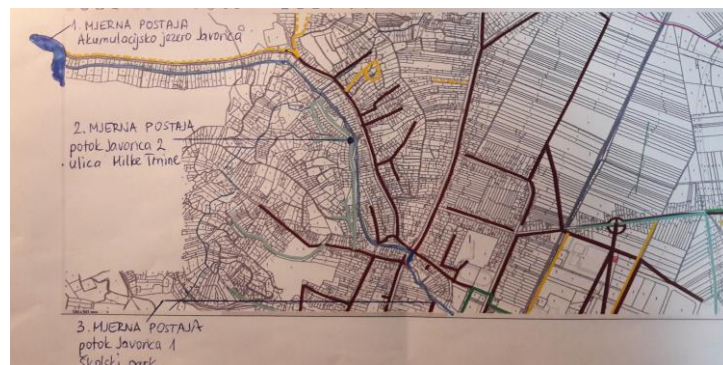 1. MJERNA POSTAJA
Akumulacijsko jezero Javorica
2. MJERNA POSTAJA
potok Javorica 2
ulica Milke Trnine
3. MJERNA POSTAJA
potok Javorica 1
Školski park